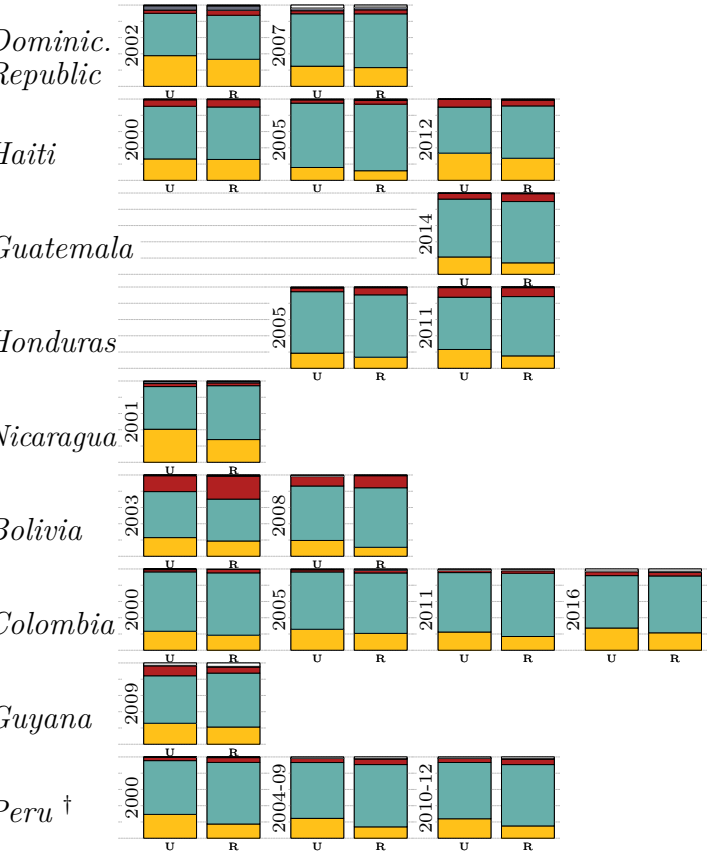 Dominic.
Republic
2002
2007
U R U R
Haiti
2000
2005
2012
U R U R U R
Guatemala
2014
U R
Honduras
2005
2011
U R U R
Nicaragua
2001
U R
Bolivia
2003
2008
U R U R
Colombia
2000
2005
2011
2016
U R U R U R U R
Guyana
2009
U R
Peru †
2000
2004-09
2010-12
U R U R U R